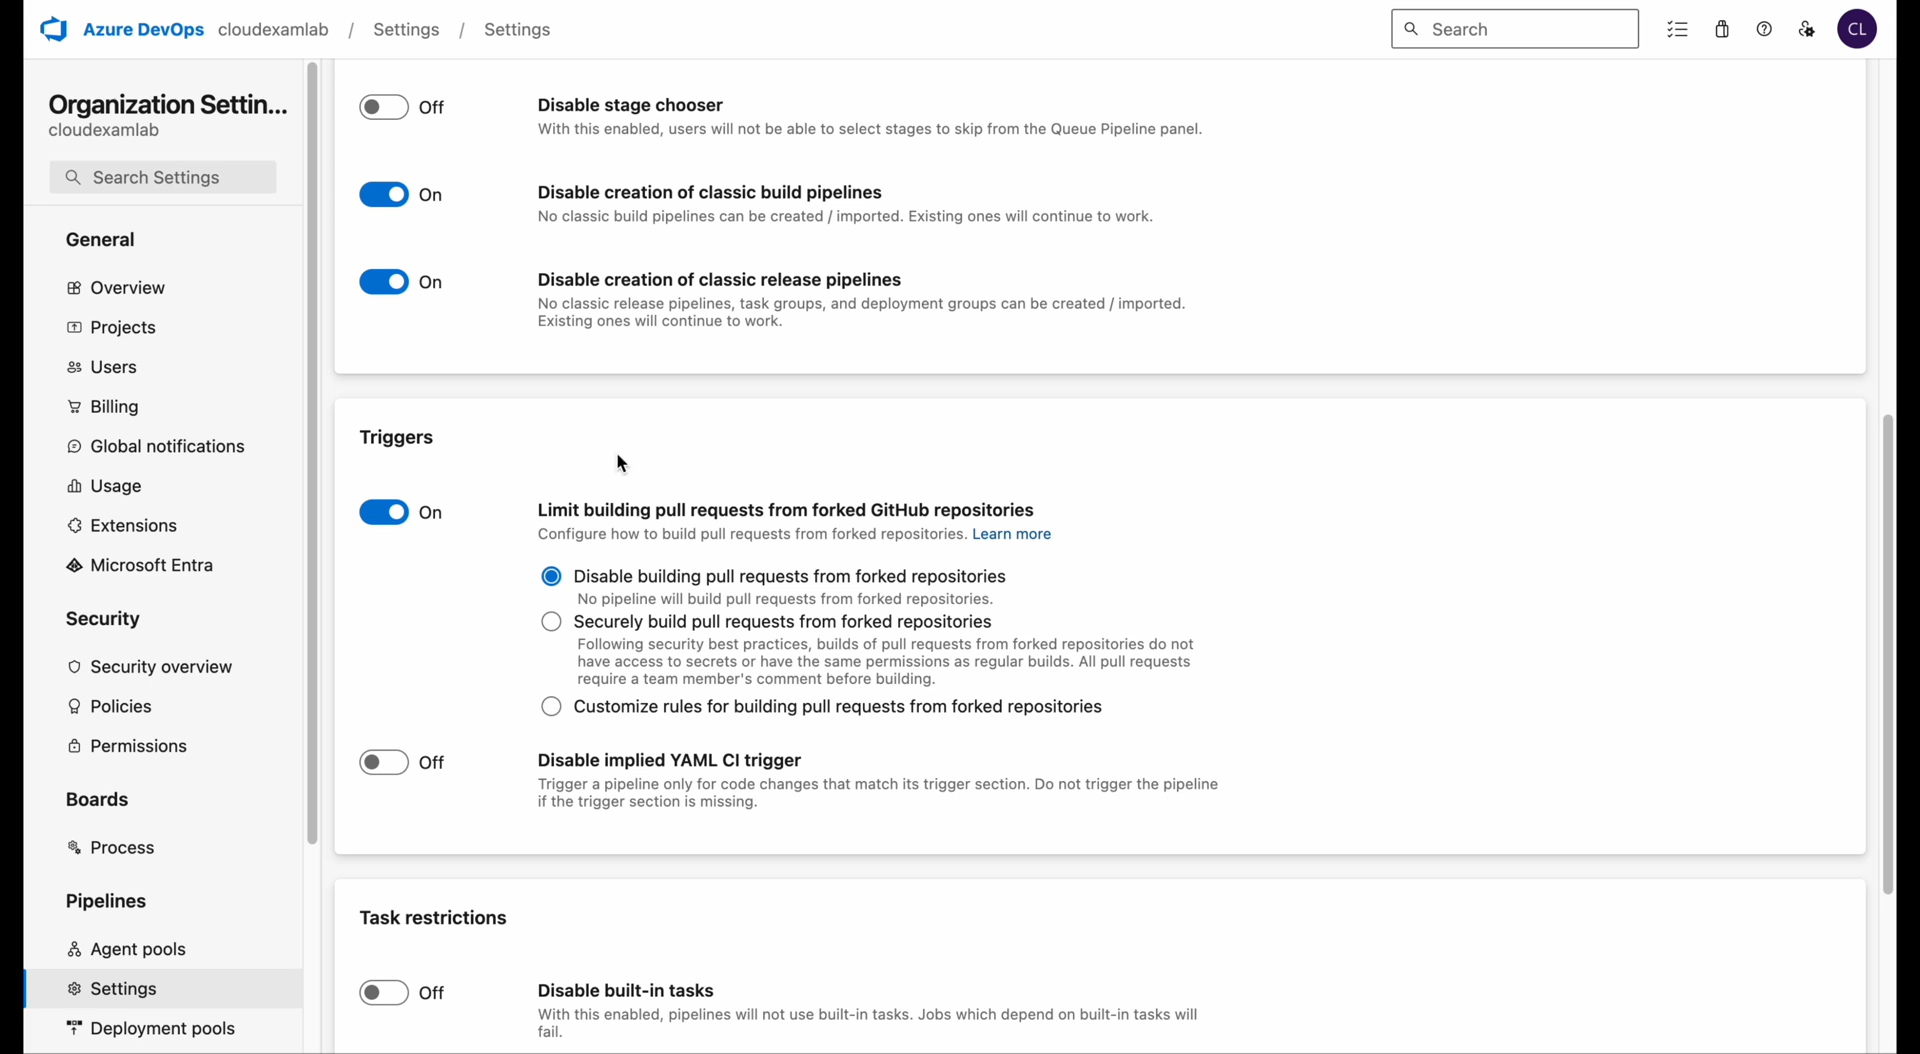 Azure DevOps cloudexamlab / Settings / Settings
Search
CL
Organization Settin...
cloudexamlab
Search Settings
General
Overview
Projects
Users
Billing
Global notifications
Usage
Extensions
Microsoft Entra
Security
Security overview
Policies
Permissions
Boards
Process
Pipelines
Agent pools
Settings
Deployment pools
Off
Disable stage chooser
With this enabled, users will not be able to select stages to skip from the Queue Pipeline panel.
On
Disable creation of classic build pipelines
No classic build pipelines can be created / imported. Existing ones will continue to work.
On
Disable creation of classic release pipelines
No classic release pipelines, task groups, and deployment groups can be created / imported.
Existing ones will continue to work.
Triggers
On
Limit building pull requests from forked GitHub repositories
Configure how to build pull requests from forked repositories. Learn more
Disable building pull requests from forked repositories
No pipeline will build pull requests from forked repositories.
Securely build pull requests from forked repositories
Following security best practices, builds of pull requests from forked repositories do not
have access to secrets or have the same permissions as regular builds. All pull requests
require a team member's comment before building.
Customize rules for building pull requests from forked repositories
Off
Disable implied YAML CI trigger
Trigger a pipeline only for code changes that match its trigger section. Do not trigger the pipeline
if the trigger section is missing.
Task restrictions
Off
Disable built-in tasks
With this enabled, pipelines will not use built-in tasks. Jobs which depend on built-in tasks will
fail.